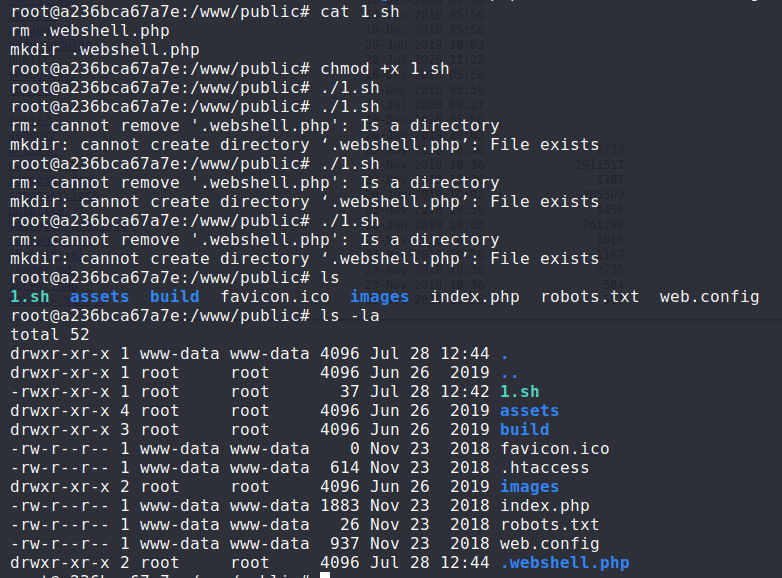 root@a236bca67a7e:/www/public# cat 1.sh
rm .webshell.php
mkdir .webshell.php
root@a236bca67a7e:/www/public# chmod +x 1.sh
root@a236bca67a7e:/www/public# ./1.sh
root@a236bca67a7e:/www/public# ./1.sh
rm: cannot remove '.webshell.php': Is a directory
mkdir: cannot create directory ‘.webshell.php’: File exists
root@a236bca67a7e:/www/public# ./1.sh
rm: cannot remove '.webshell.php': Is a directory
mkdir: cannot create directory ‘.webshell.php’: File exists
root@a236bca67a7e:/www/public# ./1.sh
rm: cannot remove '.webshell.php': Is a directory
mkdir: cannot create directory ‘.webshell.php’: File exists
root@a236bca67a7e:/www/public# ls
1.sh assets build favicon.ico images index.php robots.txt web.config
root@a236bca67a7e:/www/public# ls -la
total 52
drwxr-xr-x 1 www-data www-data 4096 Jul 28 12:44 .
drwxr-xr-x 1 root root 4096 Jun 26 2019 ..
-rwxr-xr-x 1 root root 37 Jul 28 12:42 1.sh
drwxr-xr-x 4 root root 4096 Jun 26 2019 assets
drwxr-xr-x 3 root root 4096 Jun 26 2019 build
-rw-r--r-- 1 www-data www-data 0 Nov 23 2018 favicon.ico
-rw-r--r-- 1 www-data www-data 614 Nov 23 2018 .htaccess
drwxr-xr-x 2 root root 4096 Jun 26 2019 images
-rw-r--r-- 1 www-data www-data 1883 Nov 23 2018 index.php
-rw-r--r-- 1 www-data www-data 26 Nov 23 2018 robots.txt
-rw-r--r-- 1 www-data www-data 937 Nov 23 2018 web.config
drwxr-xr-x 2 root root 4096 Jul 28 12:44 .webshell.php